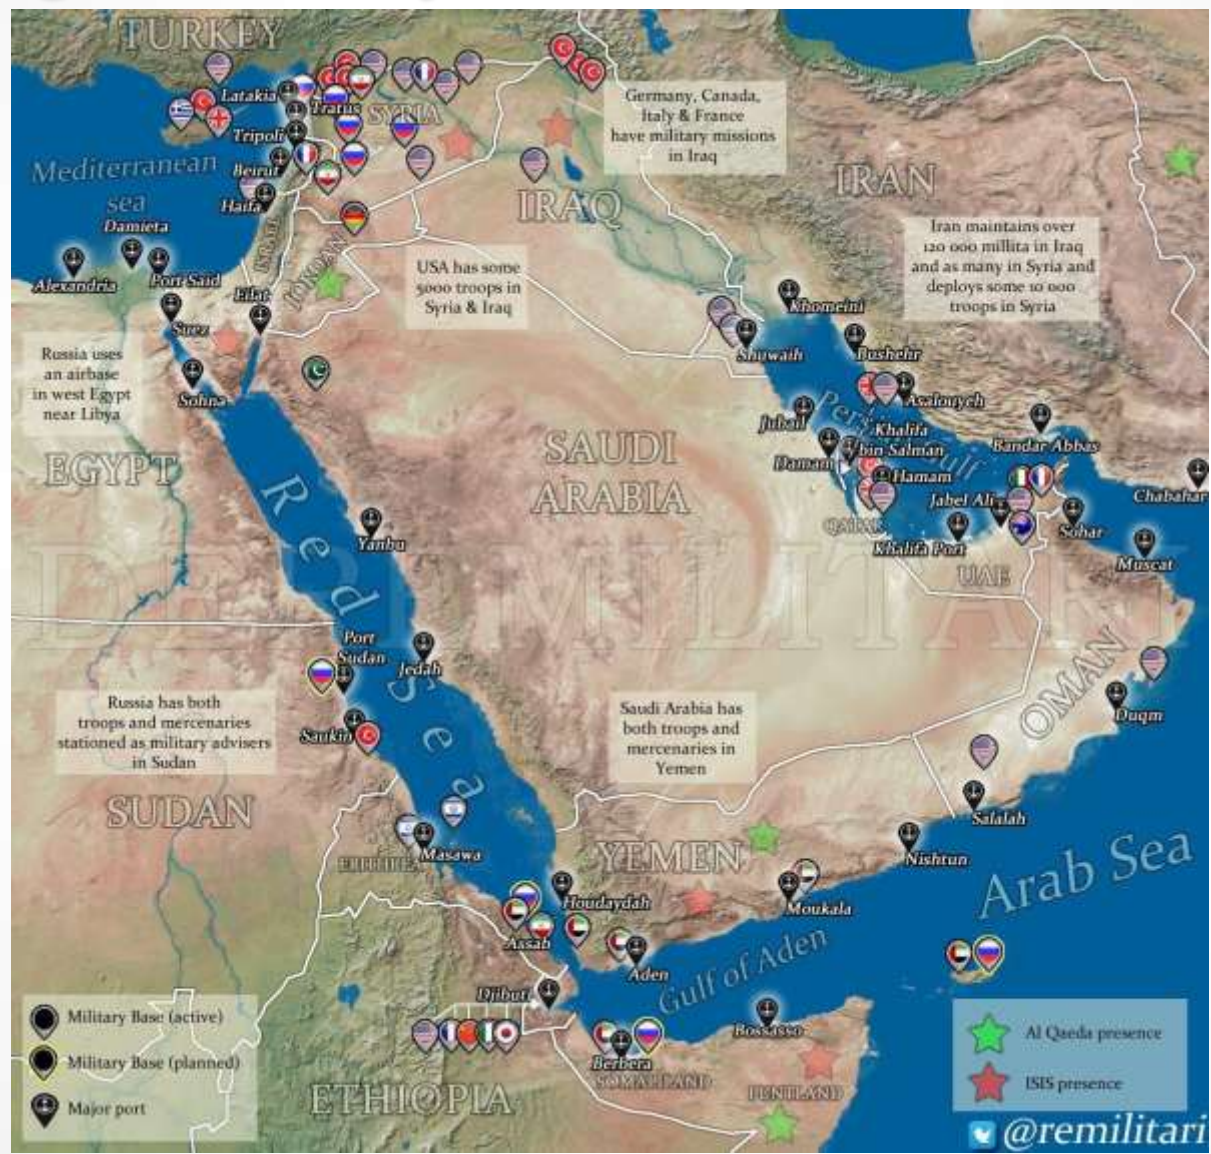 TURKEY
Latakia
Tratus
SYRIA
Tripoli
Mediterranean
sea
Beirut
Haifa
Damieta
Alexandria
Port Said
ISRAEL
JORDAN
Eilat
Suez
Sohna
IRAQ
IRAN
Germany, Canada,
Italy & France
have military missions
in Iraq
Iran maintains over
120 000 millita in Iraq
and as many in Syria and
deploys some 10 000
troops in Syria
USA has some
5000 troops in
Syria & Iraq
Russia uses
an airbase
in west Egypt
near Libya
EGYPT
Khomeini
Shuwaih
Bushehr
Asalouyeh
Jubail
Khalifa
bin Salman
Damam
Hamam
Bandar Abbas
Chabahar
Jabel Ali
QATAR
Khalifa Port
Sohar
Muscat
UAE
SAUDI
ARABIA
Red Sea
Yanbu
Jedah
Port
Sudan
Russia has both
troops and mercenaries
stationed as military advisers
in Sudan
Saukin
SUDAN
Saudi Arabia has
both troops and
mercenaries in
Yemen
OMAN
Duqm
Salalah
Nishtun
Arab Sea
ERITREA
Masawa
YEMEN
Houdaydah
Moukala
Assab
Aden
Gulf of Aden
Djibuti
Bossasso
Berbera
SOMALILAND
PUNTLAND
ETHIOPIA
Military Base (active)
Military Base (planned)
Major port
Al Qaeda presence
ISIS presence
@remilitari